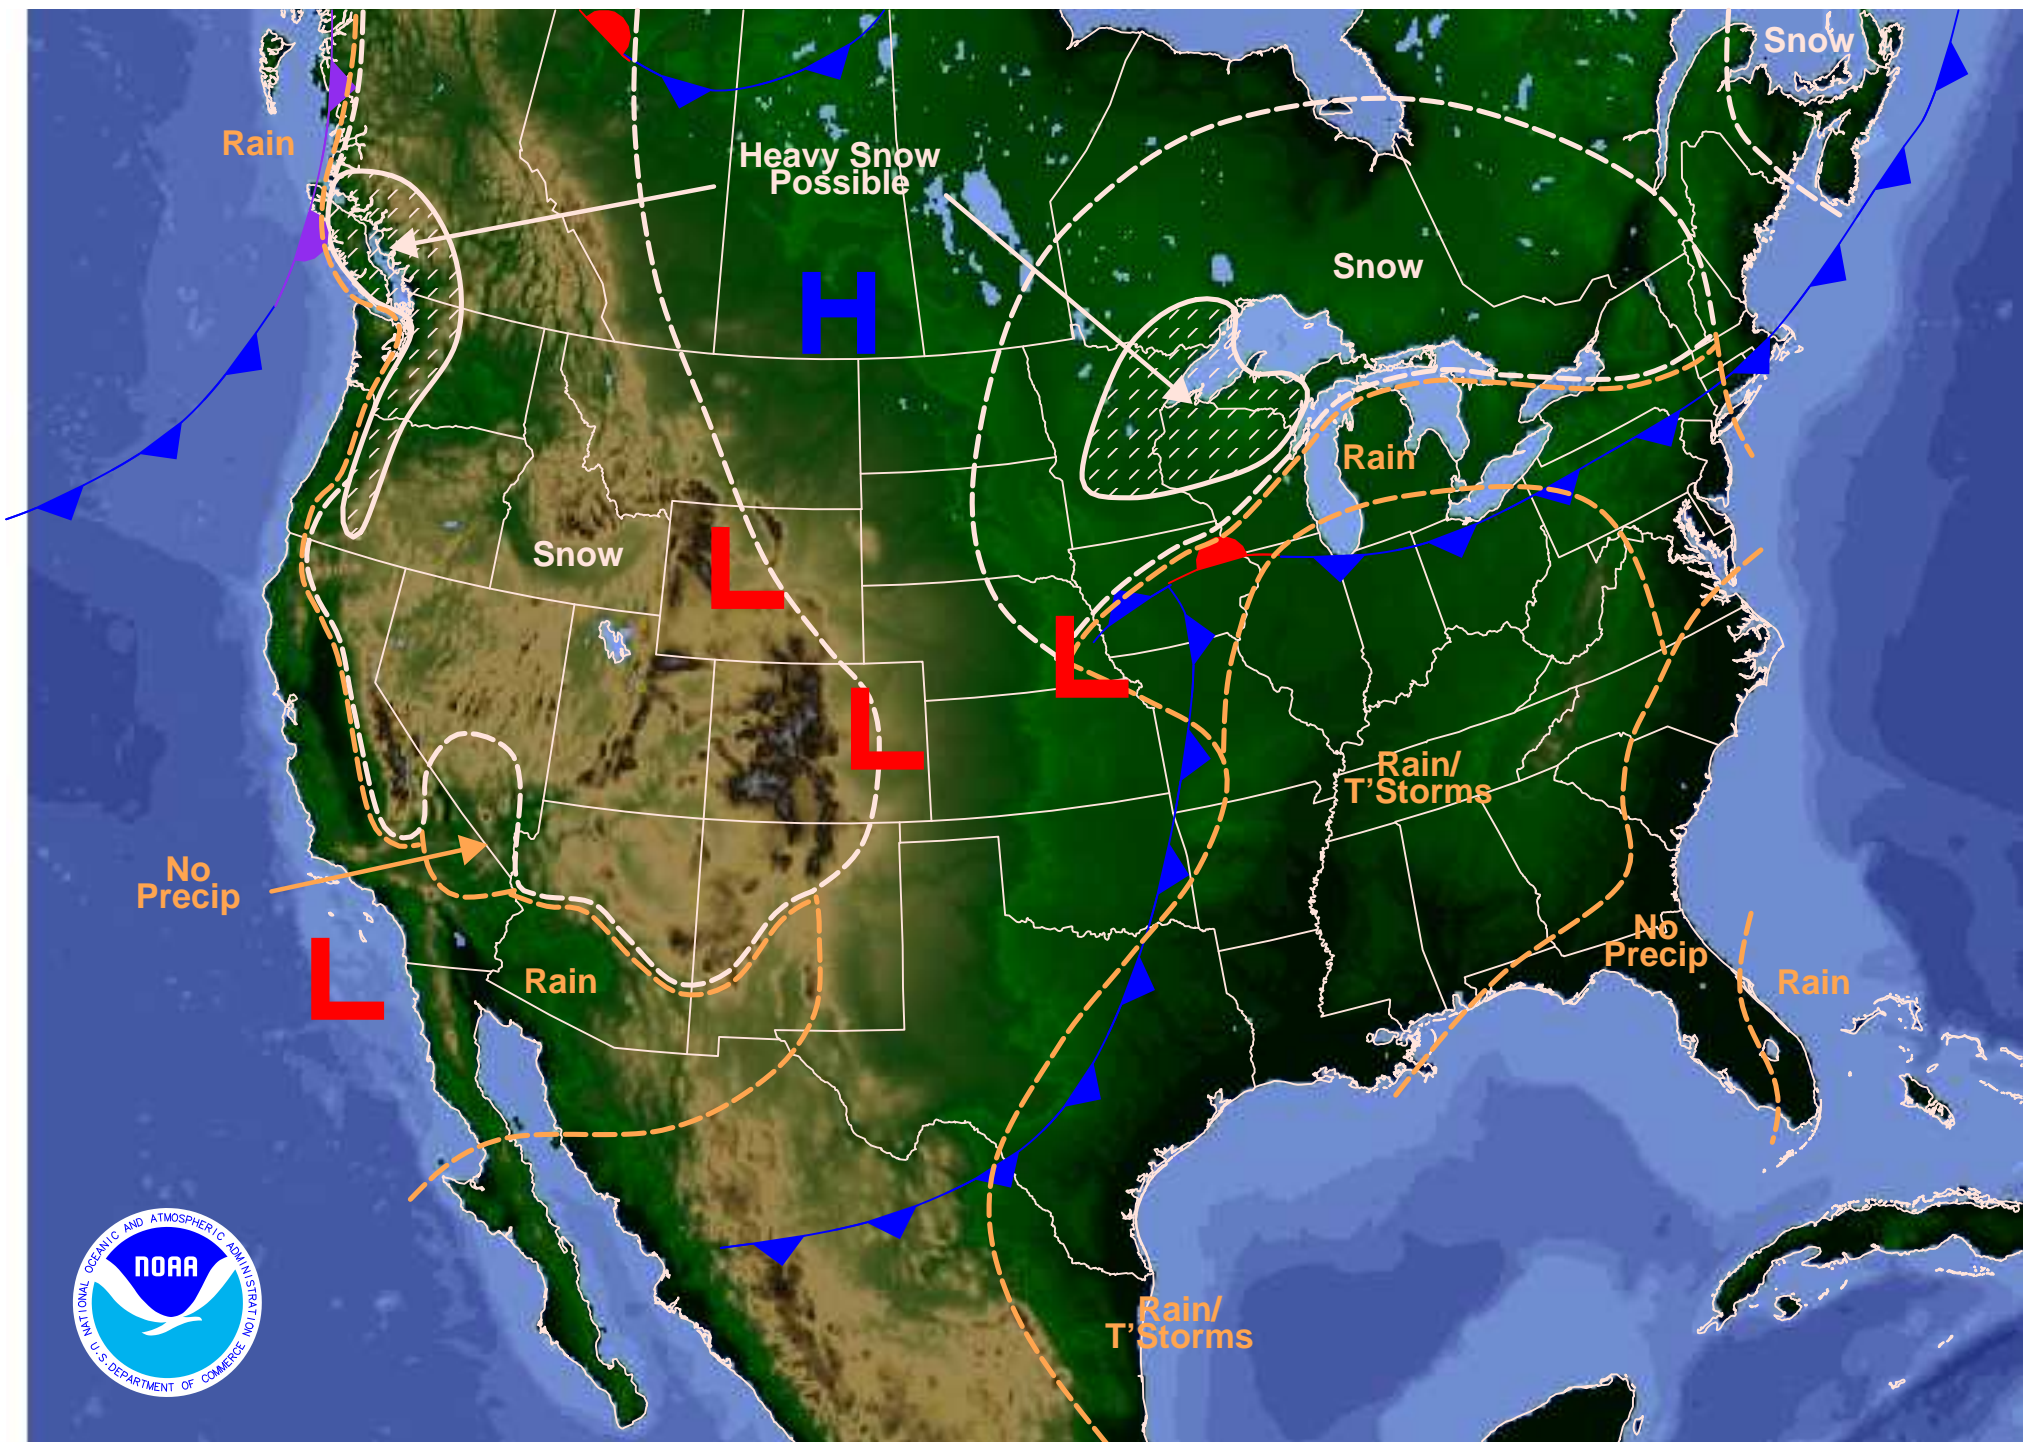 Snow
Rain
Heavy Snow
Possible
H
Snow
Rain
Snow
L
L
L
Rain/
T'Storms
No
Precip
L
Rain
No
Precip
Rain
Rain/
T'Storms
NATIONAL OCEANIC AND ATMOSPHERIC ADMINISTRATION
NOAA
U.S. DEPARTMENT OF COMMERCE